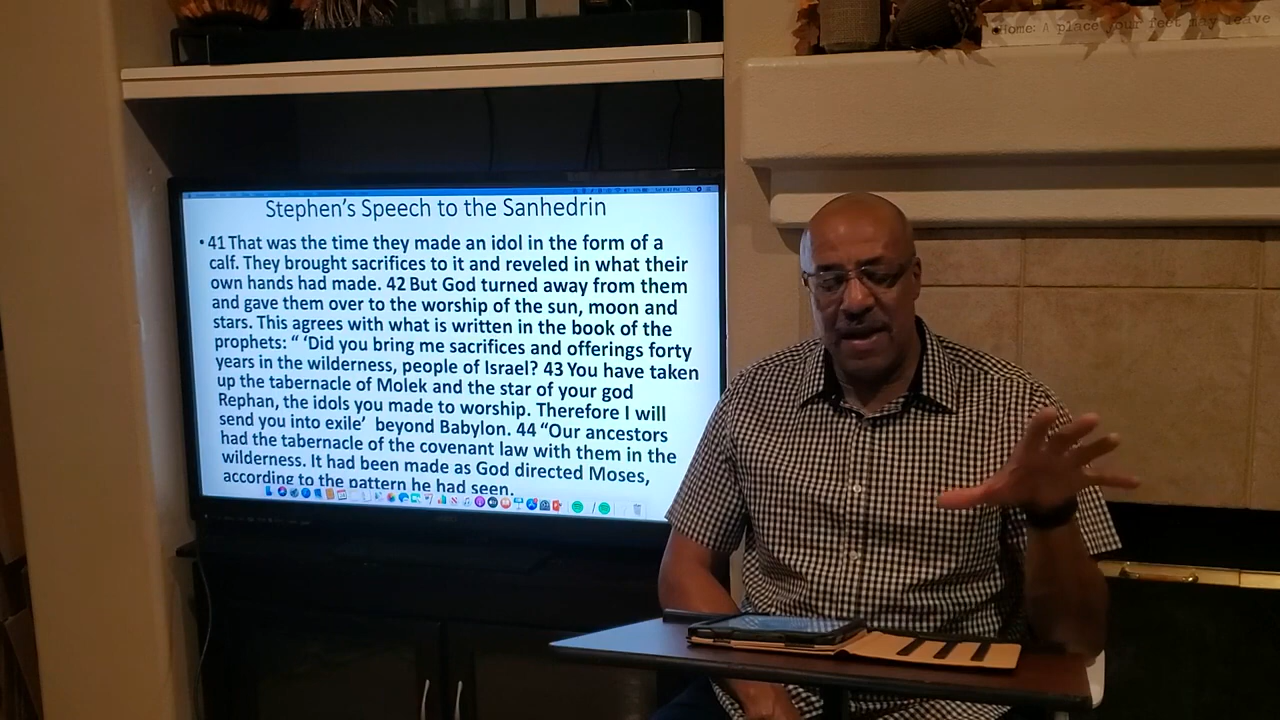 Home: A place your feet may leave
Stephen's Speech to the Sanhedrin
• 41 That was the time they made an idol in the form of a
calf. They brought sacrifices to it and reveled in what their
own hands had made. 42 But God turned away from them
and gave them over to the worship of the sun, moon and
stars. This agrees with what is written in the book of the
prophets: “ ‘Did you bring me sacrifices and offerings forty
years in the wilderness, people of Israel? 43 You have taken
up the tabernacle of Molek and the star of your god
Rephan, the idols you made to worship. Therefore I will
send you into exile’ beyond Babylon. 44 “Our ancestors
had the tabernacle of the covenant law with them in the
wilderness. It had been made as God directed Moses,
according to the pattern he had seen.